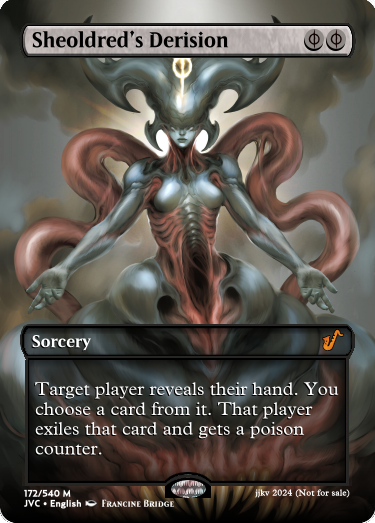 Sheoldred's Derision
Sorcery
Target player reveals their hand. You
choose a card from it. That player
exiles that card and gets a poison
counter.
172/540 M
JVC • English Francine Bridge
jjkv 2024 (Not for sale)